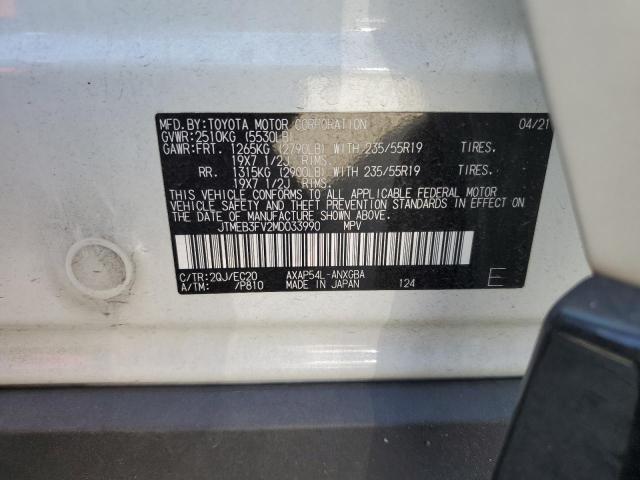 MFD.BY:TOYOTA MOTOR CORPORATION 04/21
GVWR:2510KG (5530LB)
GAWR:FRT. 1265KG (2790LB) WITH 235/55R19 TIRES.
19X7 1/2J RIMS.
RR. 1315KG (2900LB) WITH 235/55R19 TIRES.
19X7 1/2J RIMS.
THIS VEHICLE CONFORMS TO ALL APPLICABLE FEDERAL MOTOR
VEHICLE SAFETY AND THEFT PREVENTION STANDARDS IN
EFFECT ON THE DATE OF MANUFACTURE SHOWN ABOVE.
JTMEB3FV2MD033990 MPV
C/TR:2QJ/EC20 AXAP54L-ANXGBA
A/TM: /P810 MADE IN JAPAN 124 E